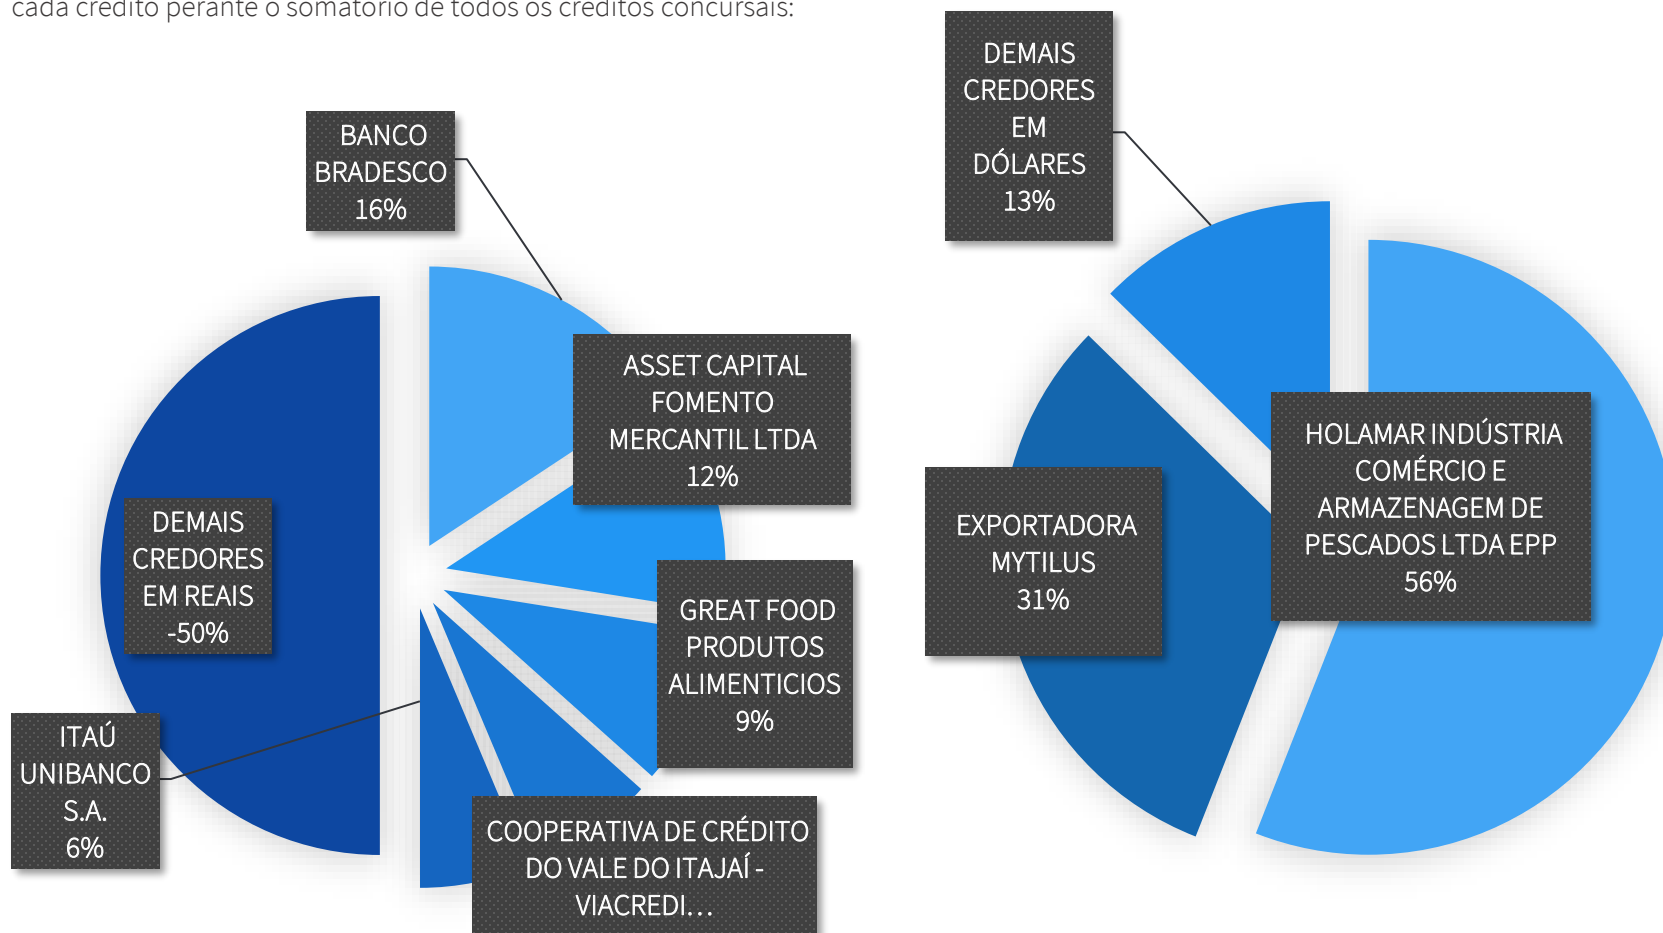 cada crédito perante o somatório de todos os créditos concursais:
BANCO
BRADESCO
16%
ASSET CAPITAL
FOMENTO
MERCANTIL LTDA
12%
GREAT FOOD
PRODUTOS
ALIMENTICIOS
9%
COOPERATIVA DE CRÉDITO
DO VALE DO ITAJAÍ -
VIACREDI…
ITAÚ
UNIBANCO
S.A.
6%
DEMAIS
CREDORES
EM REAIS
-50%
DEMAIS
CREDORES
EM
DÓLARES
13%
HOLAMAR INDÚSTRIA
COMÉRCIO E
ARMAZENAGEM DE
PESCADOS LTDA EPP
56%
EXPORTADORA
MYTILUS
31%